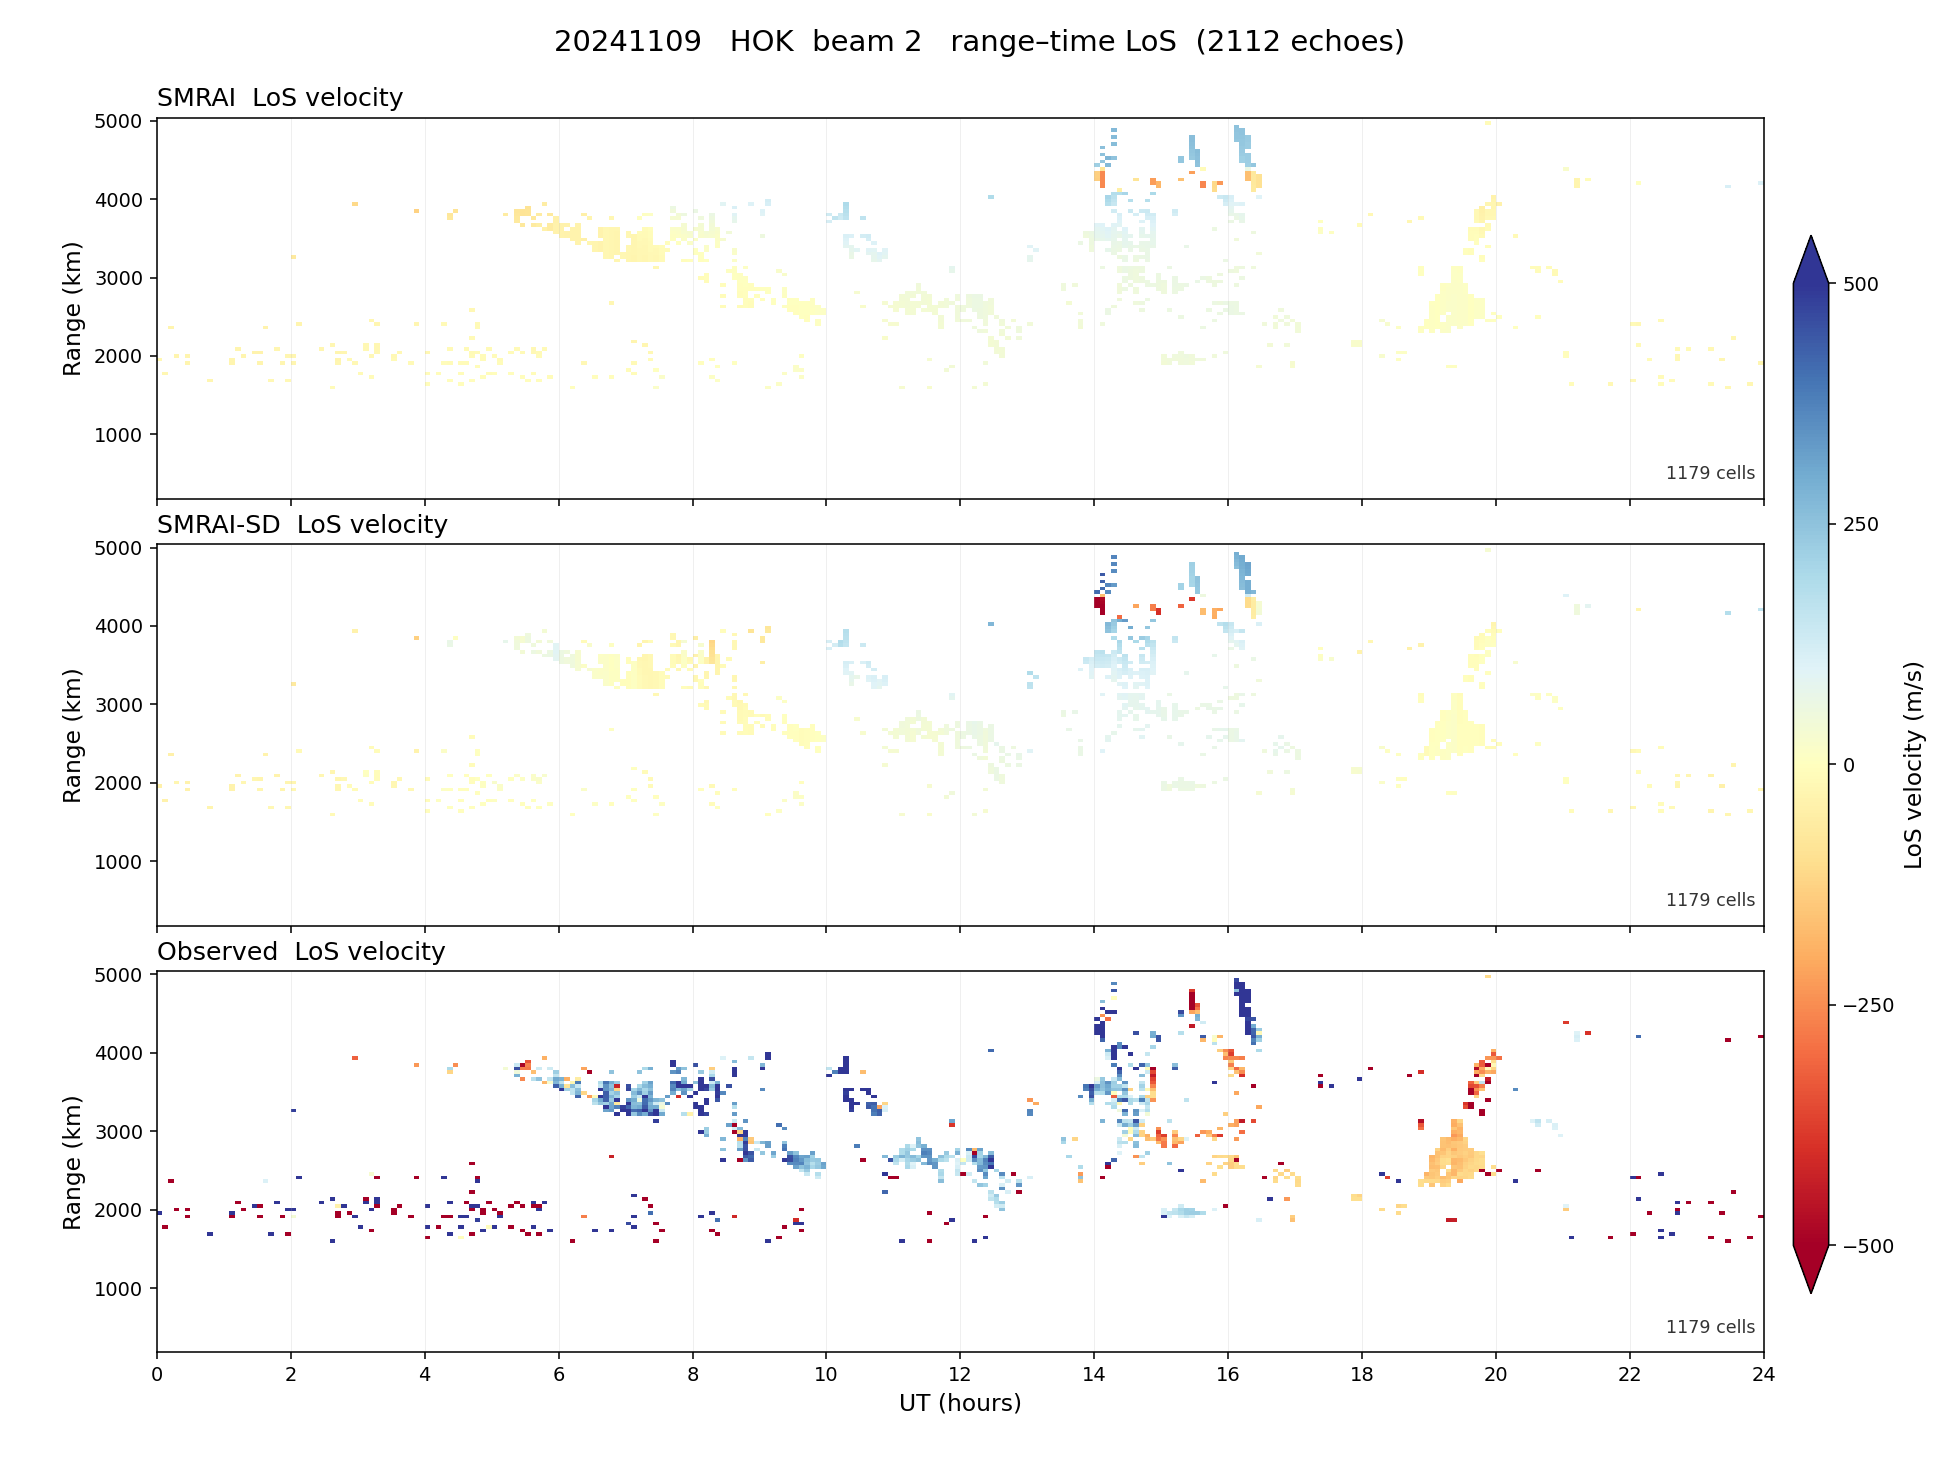 20241109   HOK  beam 2   range–time LoS  (2112 echoes)
SMRAI  LoS velocity
5000
4000
3000
2000
1000
Range (km)
1179 cells
SMRAI-SD  LoS velocity
5000
4000
3000
2000
1000
Range (km)
1179 cells
Observed  LoS velocity
5000
4000
3000
2000
1000
Range (km)
1179 cells
0 2 4 6 8 10 12 14 16 18 20 22 24
UT (hours)
500
250
0
−250
−500
LoS velocity (m/s)